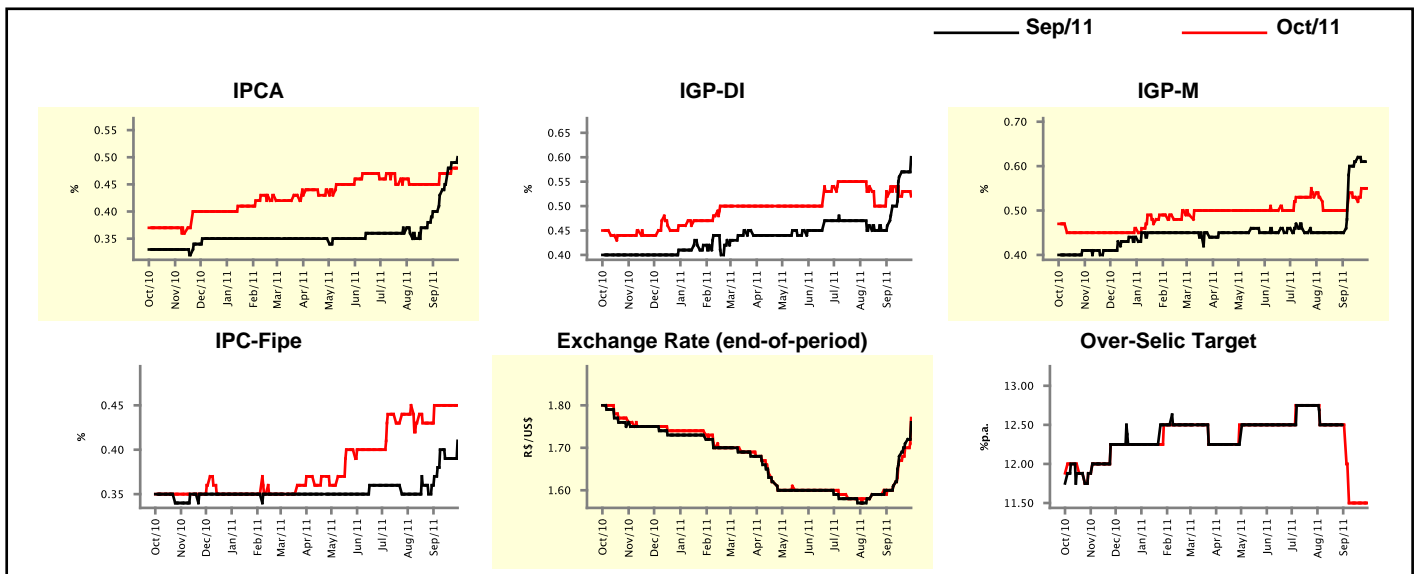 Sep/11 Oct/11
IPCA IGP-DI IGP-M
0.55
0.50
0.45
0.40
0.35
%
Oct/10 Nov/10 Dec/10 Jan/11 Feb/11 Mar/11 Apr/11 May/11 Jun/11 Jul/11 Aug/11 Sep/11
0.65
0.60
0.55
0.50
0.45
0.40
%
Oct/10 Nov/10 Dec/10 Jan/11 Feb/11 Mar/11 Apr/11 May/11 Jun/11 Jul/11 Aug/11 Sep/11
0.70
0.60
0.50
0.40
%
Oct/10 Nov/10 Dec/10 Jan/11 Feb/11 Mar/11 Apr/11 May/11 Jun/11 Jul/11 Aug/11 Sep/11
IPC-Fipe Exchange Rate (end-of-period) Over-Selic Target
0.45
0.40
0.35
%
Oct/10 Nov/10 Dec/10 Jan/11 Feb/11 Mar/11 Apr/11 May/11 Jun/11 Jul/11 Aug/11 Sep/11
1.80
1.70
1.60
R$/US$
Oct/10 Nov/10 Dec/10 Jan/11 Feb/11 Mar/11 Apr/11 May/11 Jun/11 Jul/11 Aug/11 Sep/11
13.00
12.50
12.00
11.50
%p.a.
Oct/10 Nov/10 Dec/10 Jan/11 Feb/11 Mar/11 Apr/11 May/11 Jun/11 Jul/11 Aug/11 Sep/11